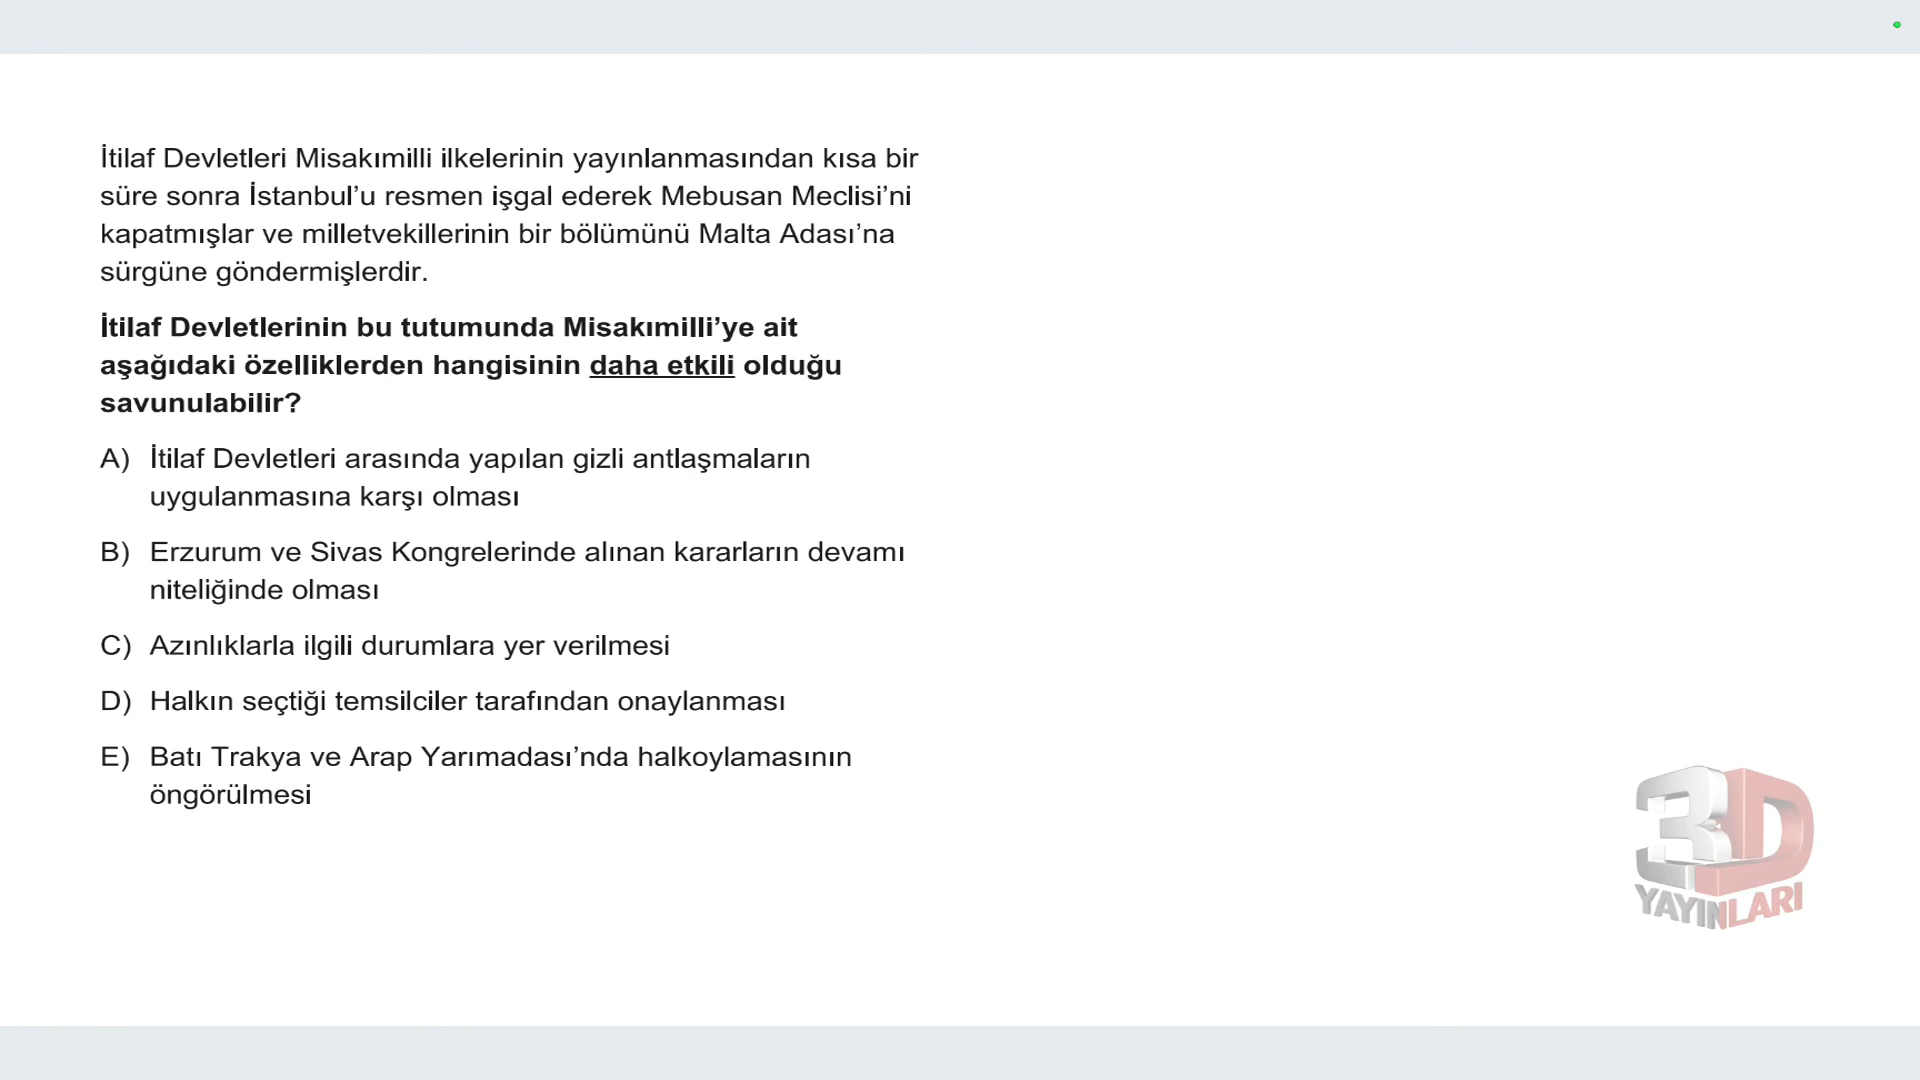 İtilaf Devletleri Misakımilli ilkelerinin yayınlanmasından kısa bir
süre sonra İstanbul’u resmen işgal ederek Mebusan Meclisi’ni
kapatmışlar ve milletvekillerinin bir bölümünü Malta Adası’na
sürgüne göndermişlerdir.
İtilaf Devletlerinin bu tutumunda Misakımilli’ye ait
aşağıdaki özelliklerden hangisinin daha etkili olduğu
savunulabilir?
A) İtilaf Devletleri arasında yapılan gizli antlaşmaların
uygulanmasına karşı olması
B) Erzurum ve Sivas Kongrelerinde alınan kararların devamı
niteliğinde olması
C) Azınlıklarla ilgili durumlara yer verilmesi
D) Halkın seçtiği temsilciler tarafından onaylanması
E) Batı Trakya ve Arap Yarımadası’nda halkoylamasının
öngörülmesi
3D
YAYINLARI